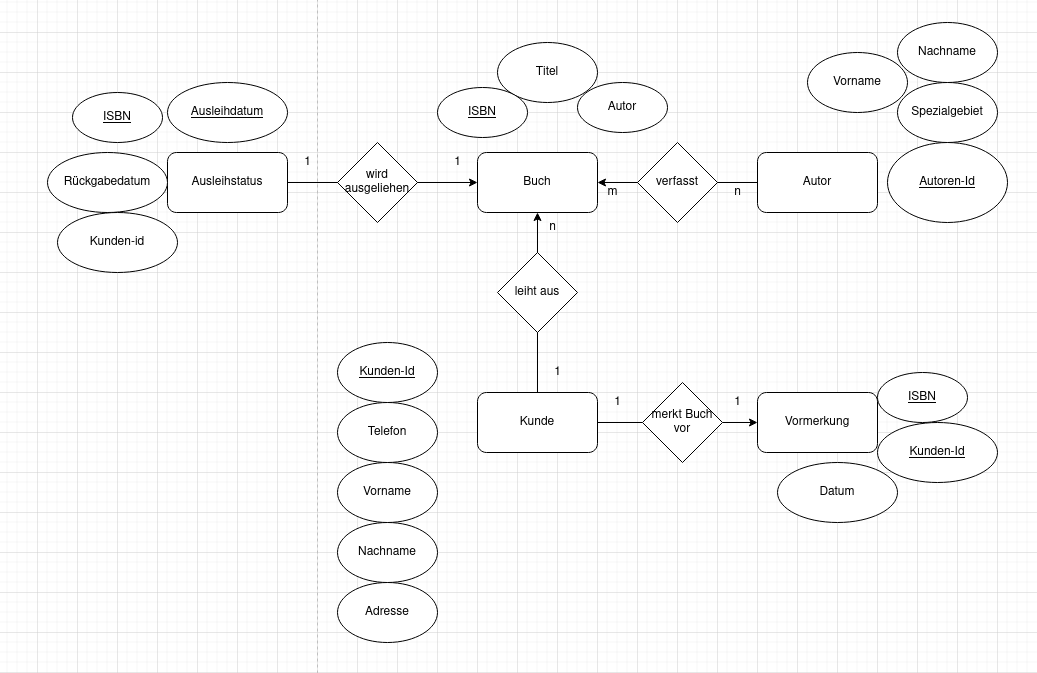 Nachname
Titel
Vorname
ISBN
Ausleihdatum
ISBN
Autor
Spezialgebiet
1
1
Rückgabedatum
Ausleihstatus
wird
ausgeliehen
Buch
m
verfasst
n
Autor
Autoren-Id
Kunden-id
n
leiht aus
Kunden-Id
1
Telefon
Kunde
1
merkt Buch
vor
1
Vormerkung
ISBN
Kunden-Id
Vorname
Datum
Nachname
Adresse